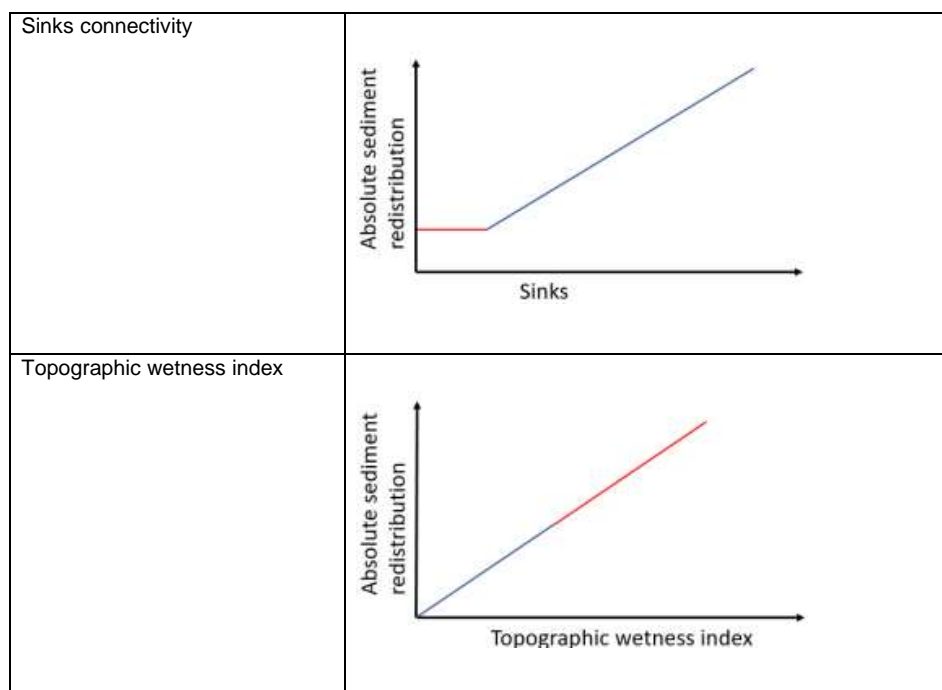 Sinks connectivity
Absolute sediment
redistribution
Sinks
Topographic wetness index
Absolute sediment
redistribution
Topographic wetness index